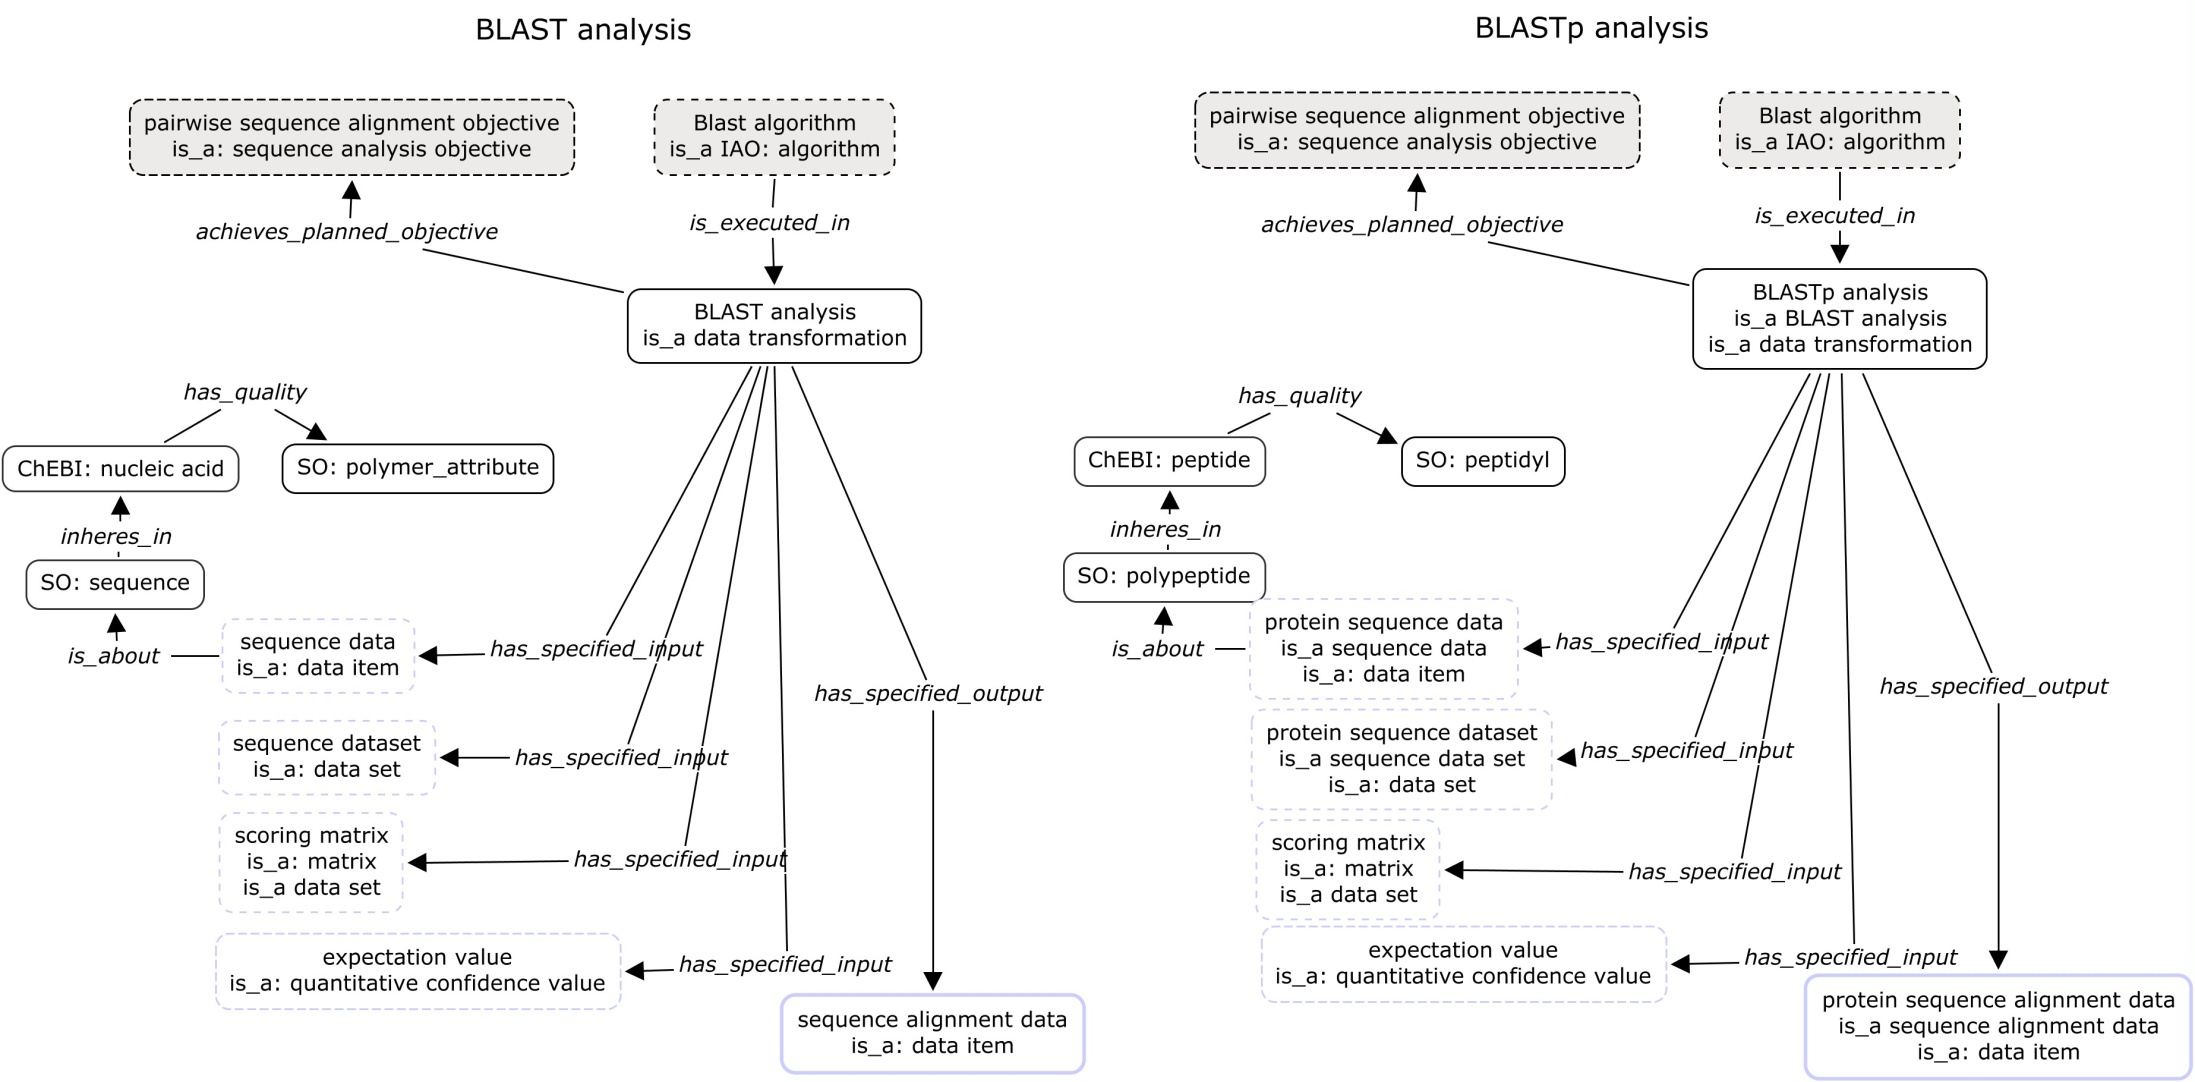 BLAST analysis
pairwise sequence alignment objective
is_a: sequence analysis objective
Blast algorithm
is_a IAO: algorithm
achieves_planned_objective
is_executed_in
BLAST analysis
is_a data transformation
has_quality
ChEBI: nucleic acid
SO: polymer_attribute
inheres_in
SO: sequence
is_about
sequence data
is_a: data item
has_specified_input
has_specified_output
sequence dataset
is_a: data set
has_specified_input
scoring matrix
is_a: matrix
is_a data set
has_specified_input
expectation value
is_a: quantitative confidence value
has_specified_input
sequence alignment data
is_a: data item
BLASTp analysis
pairwise sequence alignment objective
is_a: sequence analysis objective
Blast algorithm
is_a IAO: algorithm
achieves_planned_objective
is_executed_in
BLASTp analysis
is_a BLAST analysis
is_a data transformation
has_quality
ChEBI: peptide
SO: peptidyl
inheres_in
SO: polypeptide
is_about
protein sequence data
is_a sequence data
is_a: data item
has_specified_input
has_specified_output
protein sequence dataset
is_a sequence data set
is_a: data set
has_specified_input
scoring matrix
is_a: matrix
is_a data set
has_specified_input
expectation value
is_a: quantitative confidence value
has_specified_input
protein sequence alignment data
is_a sequence alignment data
is_a: data item